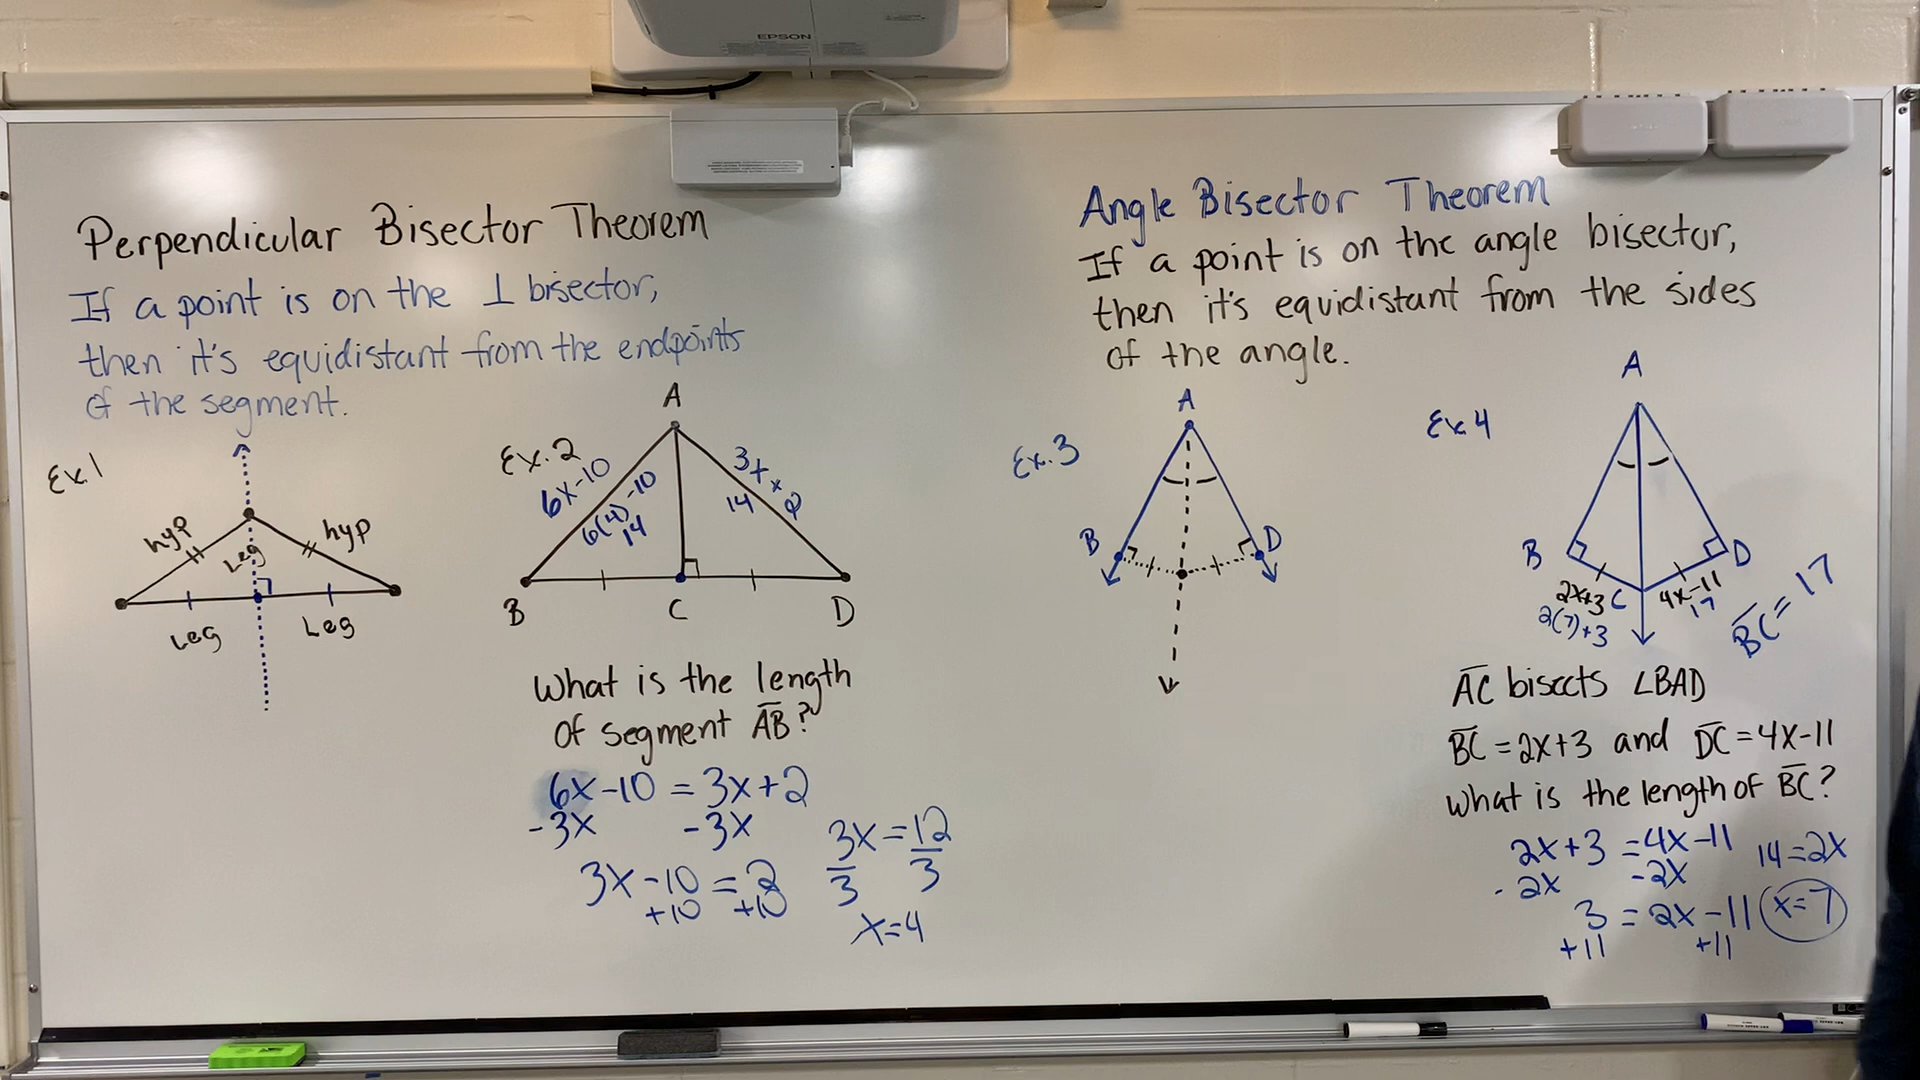 EPSON
Perpendicular Bisector Theorem
If a point is on the ⊥ bisector,
then it's equidistant from the endpoints
of the segment.
Ex.1
hyp
hyp
Leg
Leg
Leg
Ex.2
A
6x-10
6(4)-10
14
3x+2
14
B
C
D
What is the length
of segment A̅B̅?
6x-10 = 3x+2
-3x -3x
3x-10 = 2
+10 +10
3x=12
3 3
x=4
Angle Bisector Theorem
If a point is on the angle bisector,
then it's equidistant from the sides
of the angle.
Ex.3
A
B
D
Ex 4
A
B
D
2x+3
C
4x-11
2(7)+3
17
B̅C̅ = 17
A̅C̅ bisects ∠BAD
B̅C̅ = 2x+3 and D̅C̅ = 4x-11
What is the length of B̅C̅?
2x+3 = 4x-11
-2x -2x
3 = 2x-11
+11 +11
14=2x
x=7